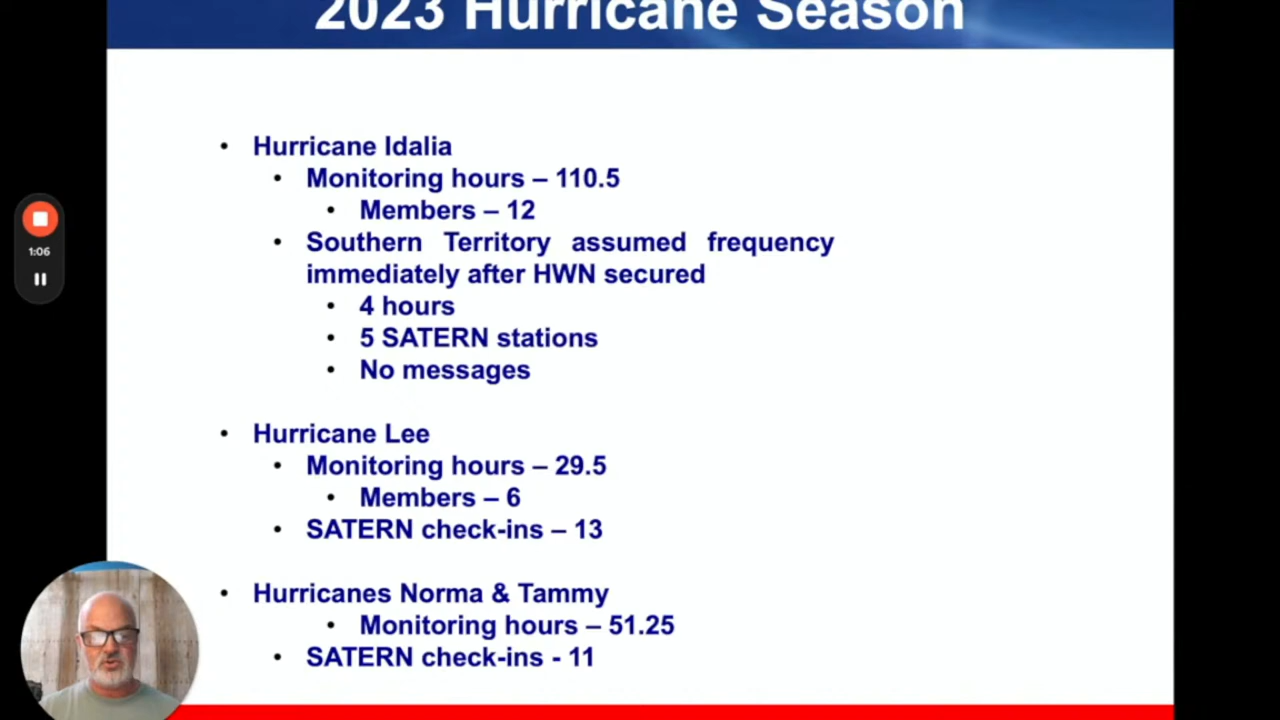 2023 Hurricane Season
• Hurricane Idalia
• Monitoring hours – 110.5
• Members – 12
• Southern Territory assumed frequency
immediately after HWN secured
• 4 hours
• 5 SATERN stations
• No messages
• Hurricane Lee
• Monitoring hours – 29.5
• Members – 6
• SATERN check-ins – 13
• Hurricanes Norma & Tammy
• Monitoring hours – 51.25
• SATERN check-ins - 11
1:06